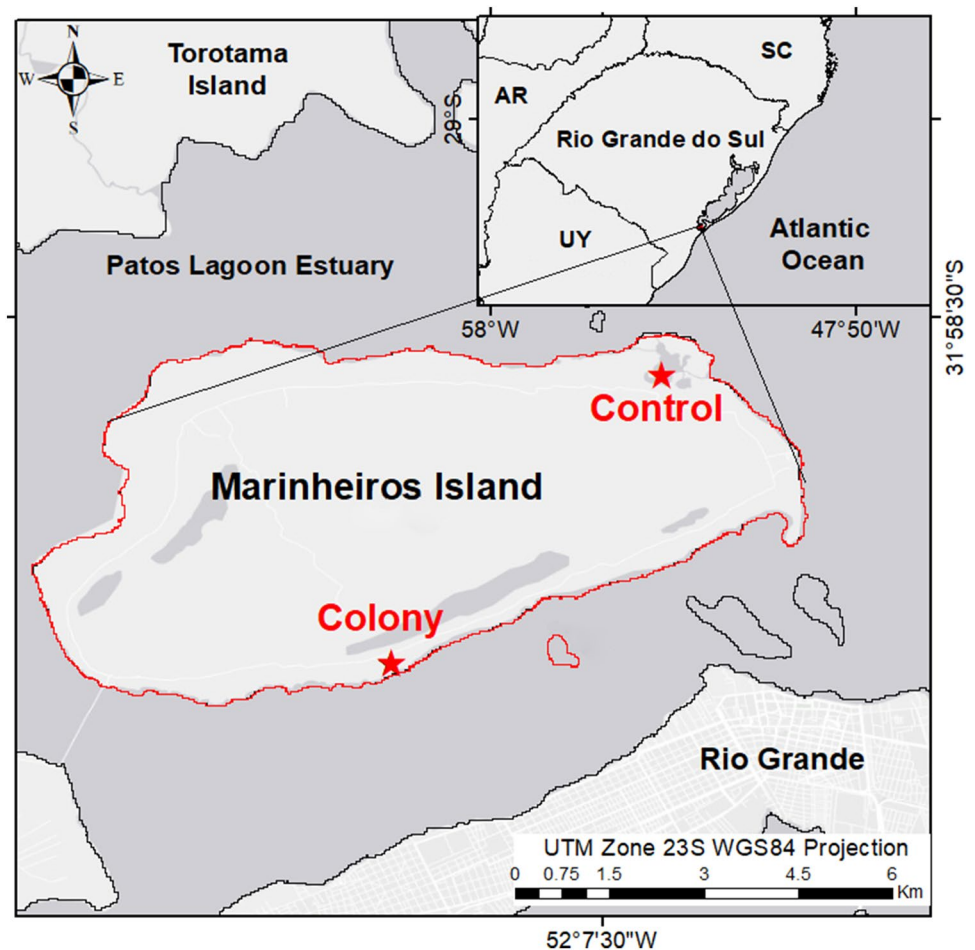 N
W
E
S
Torotama
Island
Patos Lagoon Estuary
SC
AR
29°S
Rio Grande do Sul
UY
Atlantic
Ocean
58°W
47°50'W
31°58'30"S
Control
Marinheiros Island
Colony
Rio Grande
UTM Zone 23S WGS84 Projection
0 0.75 1.5 3 4.5 6
Km
52°7'30"W